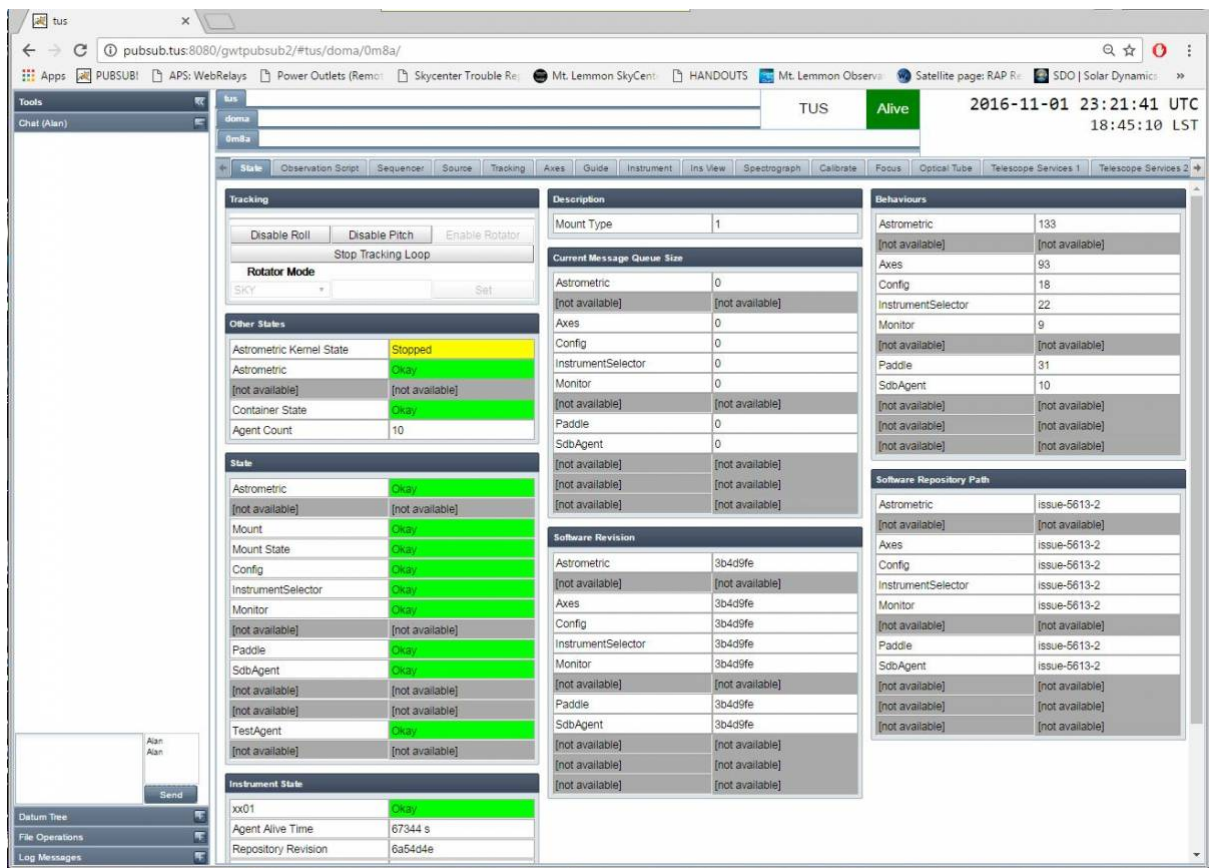 tus
pubsub.tus:8080/gwtpubsub2/#tus/doma/0m8a/
Apps PUBSUB! APS: WebRelays Power Outlets (Remot Skycenter Trouble Re Mt. Lemmon SkyCent HANDOUTS Mt. Lemmon Observa Satellite page: RAP R SDO | Solar Dynamic »
Tools
Chat (Alan)
Alan
Alan
Send
Datum Tree
File Operations
Log Messages
tus
doma
0m8a
TUS Alive
2016-11-01 23:21:41 UTC
18:45:10 LST
State Observation Script Sequencer Source Tracking Axes Guide Instrument Ins View Spectrograph Calibrate Focus Optical Tube Telescope Services 1 Telescope Services 2
Tracking
Disable Roll Disable Pitch Enable Rotator
Stop Tracking Loop
Rotator Mode
SKY Set
Other States
Astrometric Kernel State Stopped
Astrometric Okay
[not available] [not available]
Container State Okay
Agent Count 10
State
Astrometric Okay
[not available] [not available]
Mount Okay
Mount State Okay
Config Okay
InstrumentSelector Okay
Monitor Okay
[not available] [not available]
Paddle Okay
SdbAgent Okay
[not available] [not available]
[not available] [not available]
TestAgent Okay
[not available] [not available]
Instrument State
xx01 Okay
Agent Alive Time 67344 s
Repository Revision 6a54d4e
Description
Mount Type 1
Current Message Queue Size
Astrometric 0
[not available] [not available]
Axes 0
Config 0
InstrumentSelector 0
Monitor 0
[not available] [not available]
Paddle 0
SdbAgent 0
[not available] [not available]
[not available] [not available]
[not available] [not available]
Software Revision
Astrometric 3b4d9fe
[not available] [not available]
Axes 3b4d9fe
Config 3b4d9fe
InstrumentSelector 3b4d9fe
Monitor 3b4d9fe
[not available] [not available]
Paddle 3b4d9fe
SdbAgent 3b4d9fe
[not available] [not available]
[not available] [not available]
[not available] [not available]
Behaviours
Astrometric 133
[not available] [not available]
Axes 93
Config 18
InstrumentSelector 22
Monitor 9
[not available] [not available]
Paddle 31
SdbAgent 10
[not available] [not available]
[not available] [not available]
[not available] [not available]
Software Repository Path
Astrometric issue-5613-2
[not available] [not available]
Axes issue-5613-2
Config issue-5613-2
InstrumentSelector issue-5613-2
Monitor issue-5613-2
[not available] [not available]
Paddle issue-5613-2
SdbAgent issue-5613-2
[not available] [not available]
[not available] [not available]
[not available] [not available]